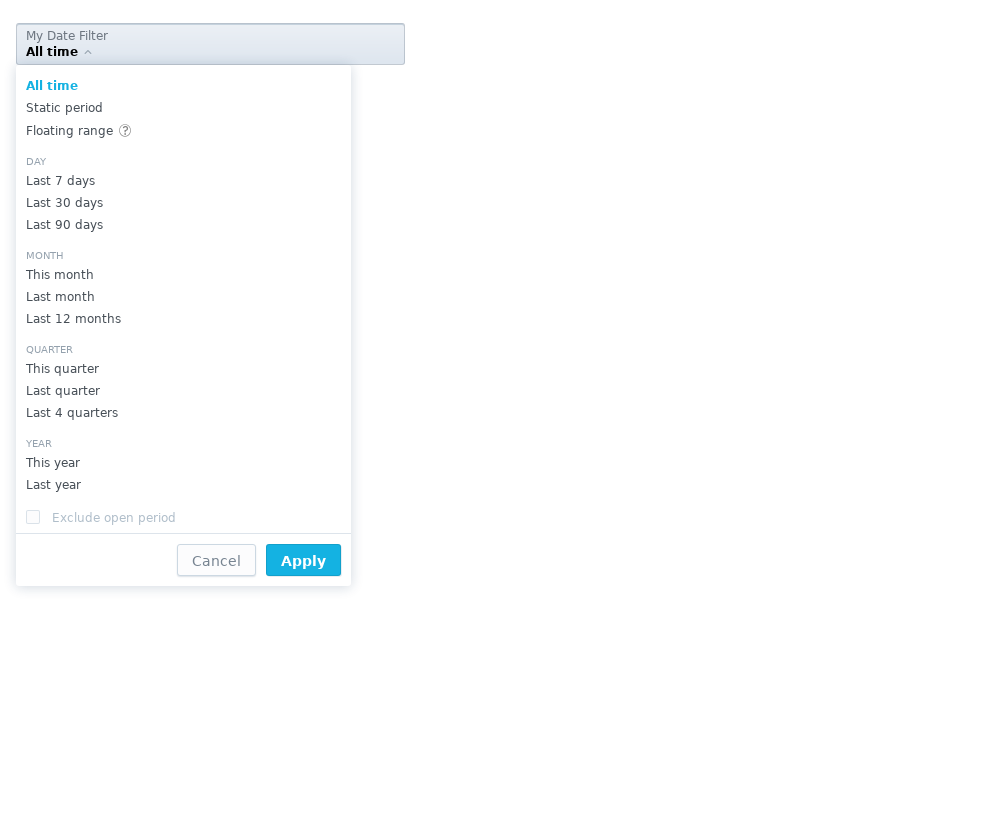 My Date Filter
All time
All time
Static period
Floating range ?
DAY
Last 7 days
Last 30 days
Last 90 days
MONTH
This month
Last month
Last 12 months
QUARTER
This quarter
Last quarter
Last 4 quarters
YEAR
This year
Last year
Exclude open period
Cancel Apply